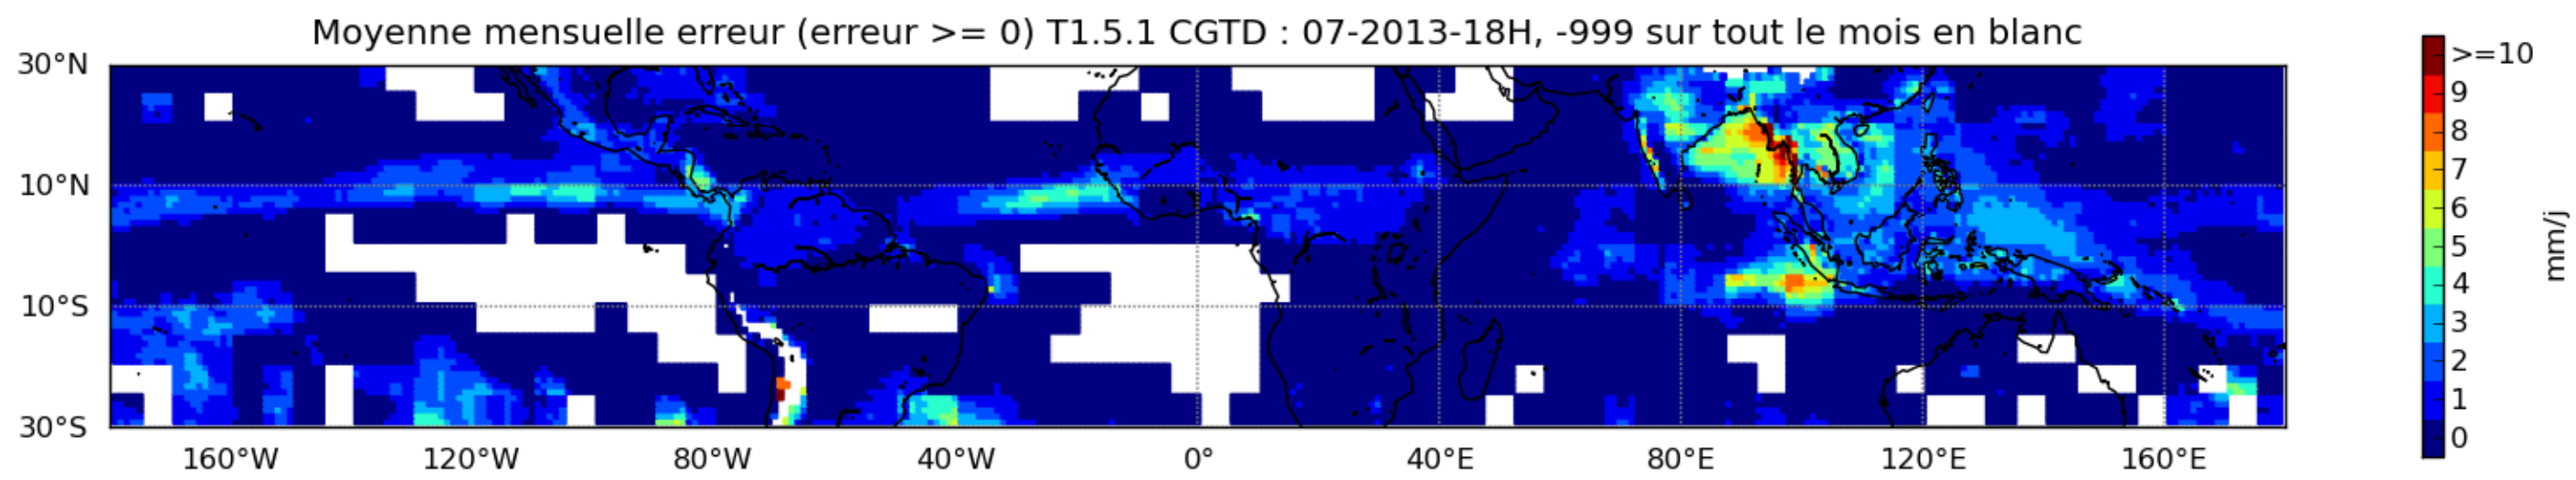 Moyenne mensuelle erreur (erreur >= 0) T1.5.1 CGTD : 07-2013-18H, -999 sur tout le mois en blanc
30°N
10°N
10°S
30°S
160°W 120°W 80°W 40°W 0° 40°E 80°E 120°E 160°E
>=10
9
8
7
6
5
4
3
2
1
0
mm/j